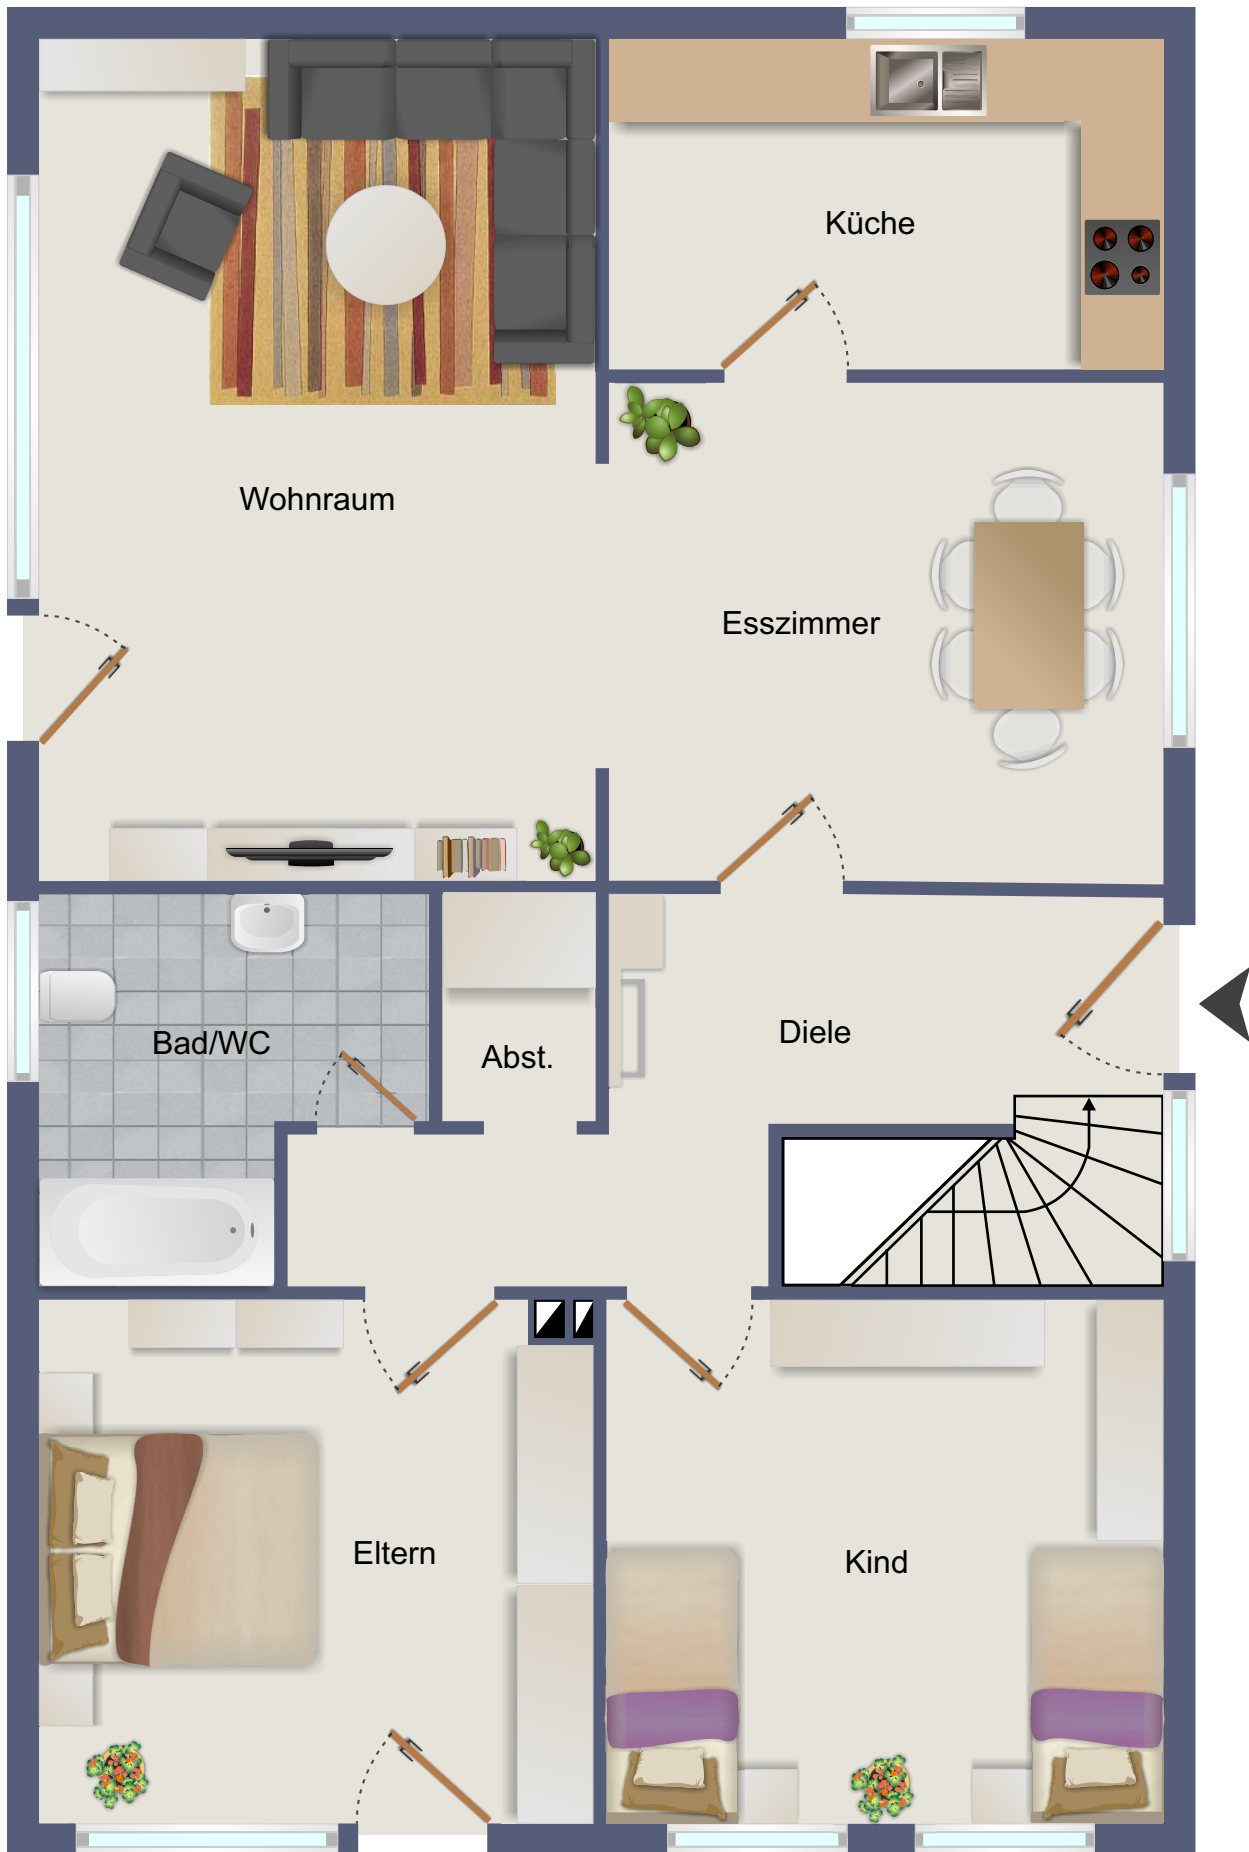 Küche
Wohnraum
Esszimmer
Bad/WC
Abst.
Diele
Eltern
Kind